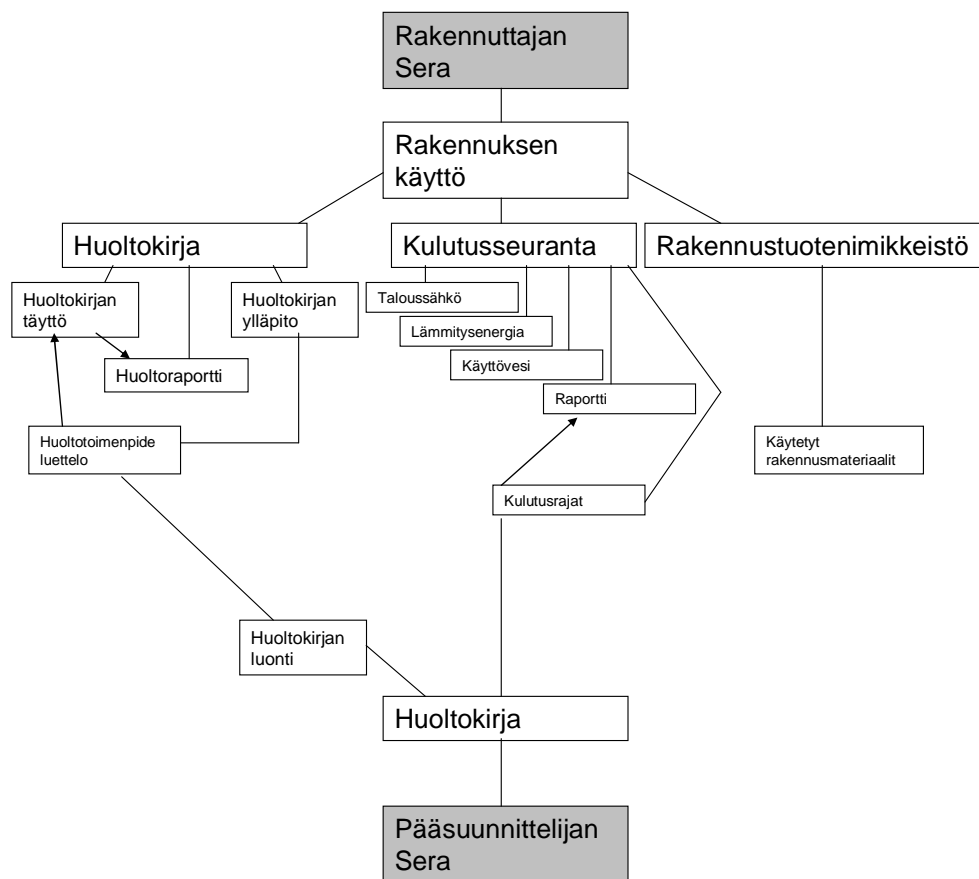 Rakennuttajan
Sera
Rakennuksen
käyttö
Huoltokirja
Kulutusseuranta
Rakennustuotenimikkeistö
Huoltokirjan
täyttö
Huoltokirjan
ylläpito
Taloussähkö
Lämmitysenergia
Käyttövesi
Huoltoraportti
Raportti
Huoltotoimenpide
luettelo
Käytetyt
rakennusmateriaalit
Kulutusrajat
Huoltokirjan
luonti
Huoltokirja
Pääsuunnittelijan
Sera